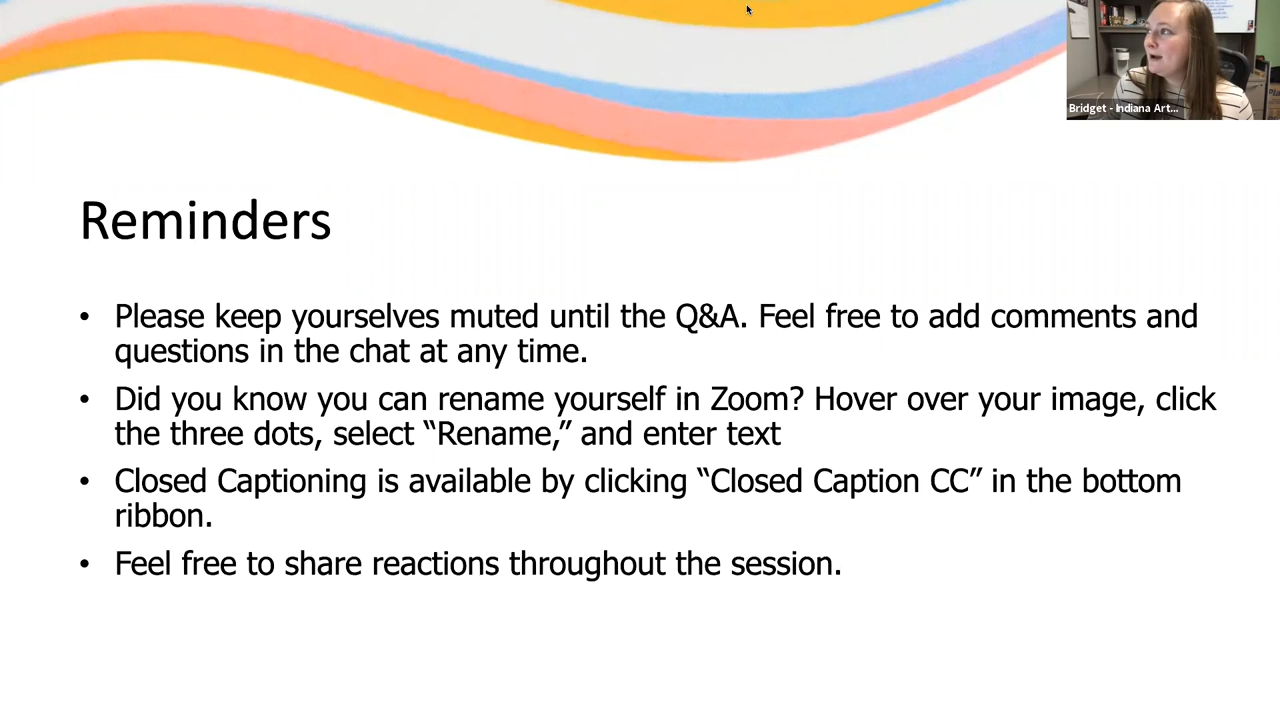 Bridget - Indiana Art...
Reminders
• Please keep yourselves muted until the Q&A. Feel free to add comments and
questions in the chat at any time.
• Did you know you can rename yourself in Zoom? Hover over your image, click
the three dots, select “Rename,” and enter text
• Closed Captioning is available by clicking “Closed Caption CC” in the bottom
ribbon.
• Feel free to share reactions throughout the session.